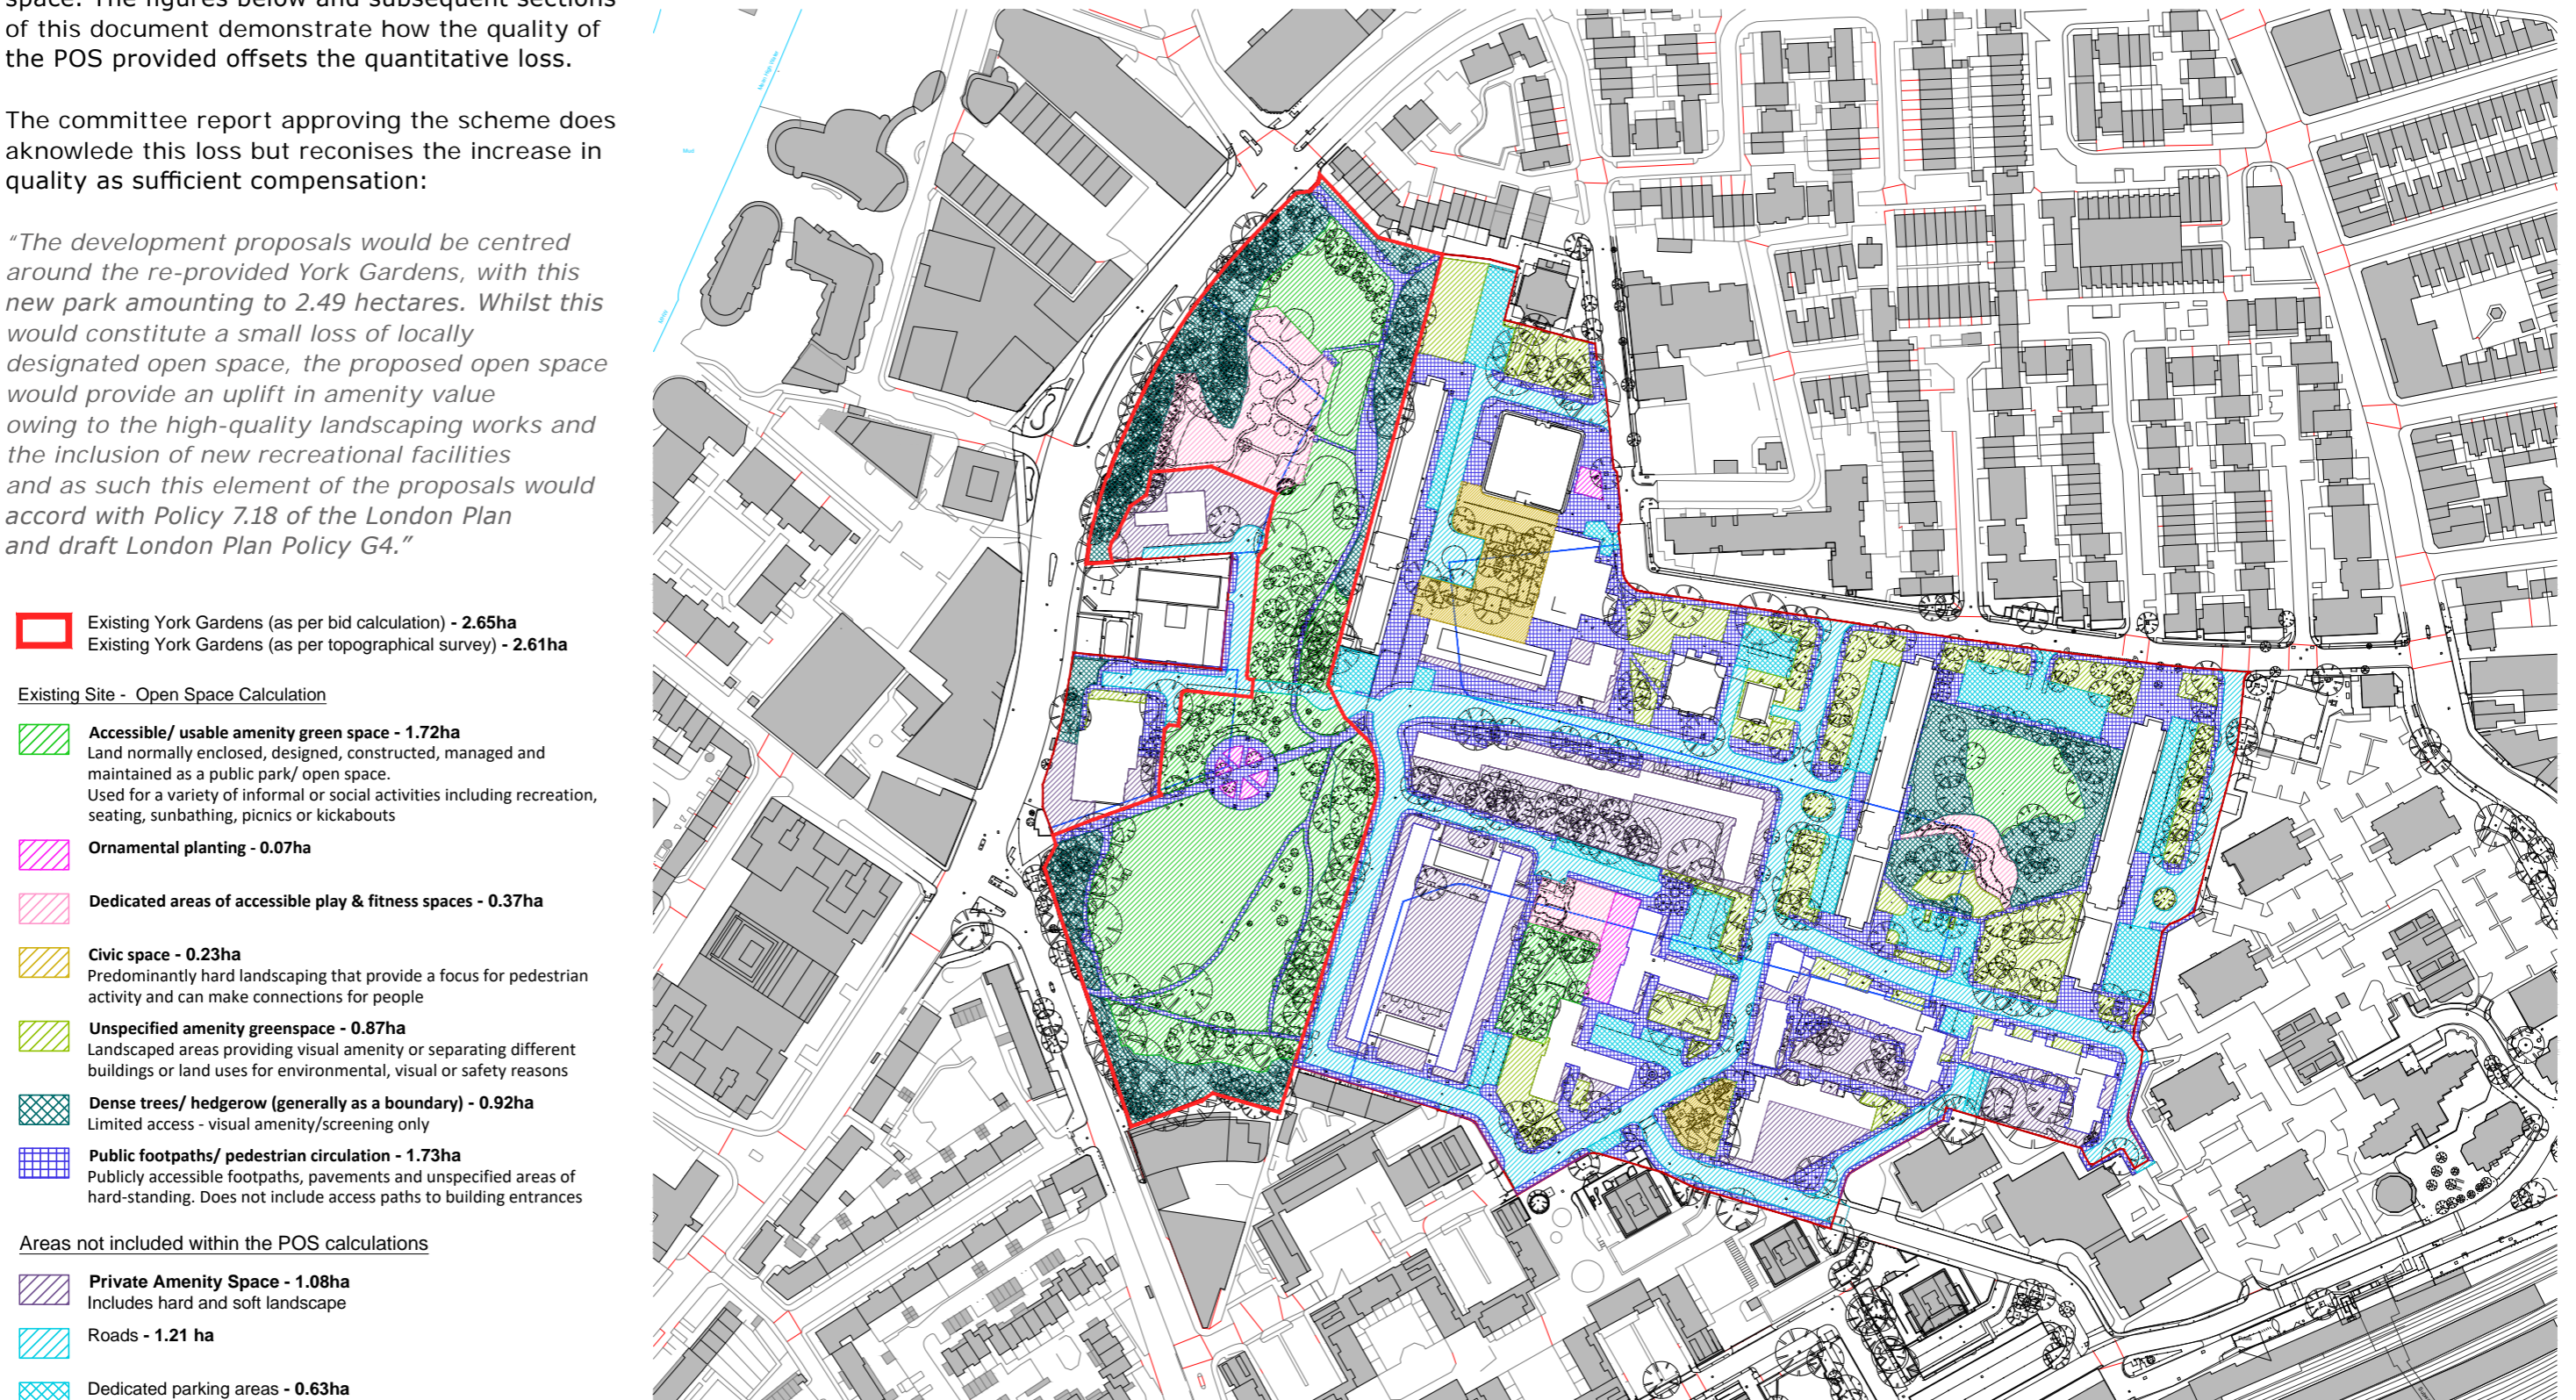 space. The figures below and subsequent sections
of this document demonstrate how the quality of
the POS provided offsets the quantitative loss.
The committee report approving the scheme does
aknowlede this loss but reconises the increase in
quality as sufficient compensation:
“The development proposals would be centred
around the re-provided York Gardens, with this
new park amounting to 2.49 hectares. Whilst this
would constitute a small loss of locally
designated open space, the proposed open space
would provide an uplift in amenity value
owing to the high-quality landscaping works and
the inclusion of new recreational facilities
and as such this element of the proposals would
accord with Policy 7.18 of the London Plan
and draft London Plan Policy G4.”
Existing York Gardens (as per bid calculation) - 2.65ha
Existing York Gardens (as per topographical survey) - 2.61ha
Existing Site - Open Space Calculation
Accessible/ usable amenity green space - 1.72ha
Land normally enclosed, designed, constructed, managed and
maintained as a public park/ open space.
Used for a variety of informal or social activities including recreation,
seating, sunbathing, picnics or kickabouts
Ornamental planting - 0.07ha
Dedicated areas of accessible play & fitness spaces - 0.37ha
Civic space - 0.23ha
Predominantly hard landscaping that provide a focus for pedestrian
activity and can make connections for people
Unspecified amenity greenspace - 0.87ha
Landscaped areas providing visual amenity or separating different
buildings or land uses for environmental, visual or safety reasons
Dense trees/ hedgerow (generally as a boundary) - 0.92ha
Limited access - visual amenity/screening only
Public footpaths/ pedestrian circulation - 1.73ha
Publicly accessible footpaths, pavements and unspecified areas of
hard-standing. Does not include access paths to building entrances
Areas not included within the POS calculations
Private Amenity Space - 1.08ha
Includes hard and soft landscape
Roads - 1.21 ha
Dedicated parking areas - 0.63ha
Mean High Water
Mud